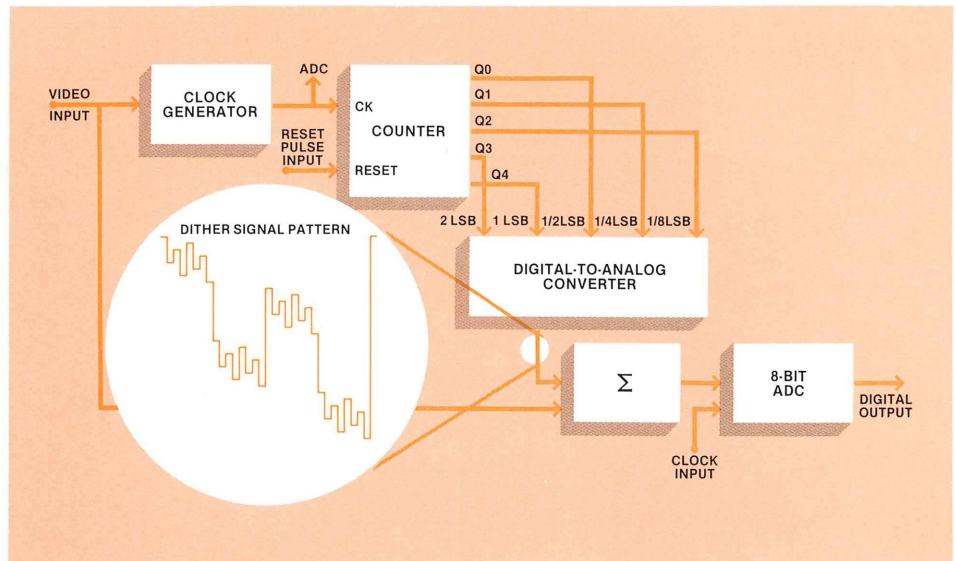 ADC
VIDEO
INPUT
CLOCK
GENERATOR
CK
COUNTER
RESET
RESET
PULSE
INPUT
Q0
Q1
Q2
Q3
Q4
2 LSB
1 LSB
1/2LSB
1/4LSB
1/8LSB
DIGITAL-TO-ANALOG
CONVERTER
DITHER SIGNAL PATTERN
Σ
8-BIT
ADC
DIGITAL
OUTPUT
CLOCK
INPUT